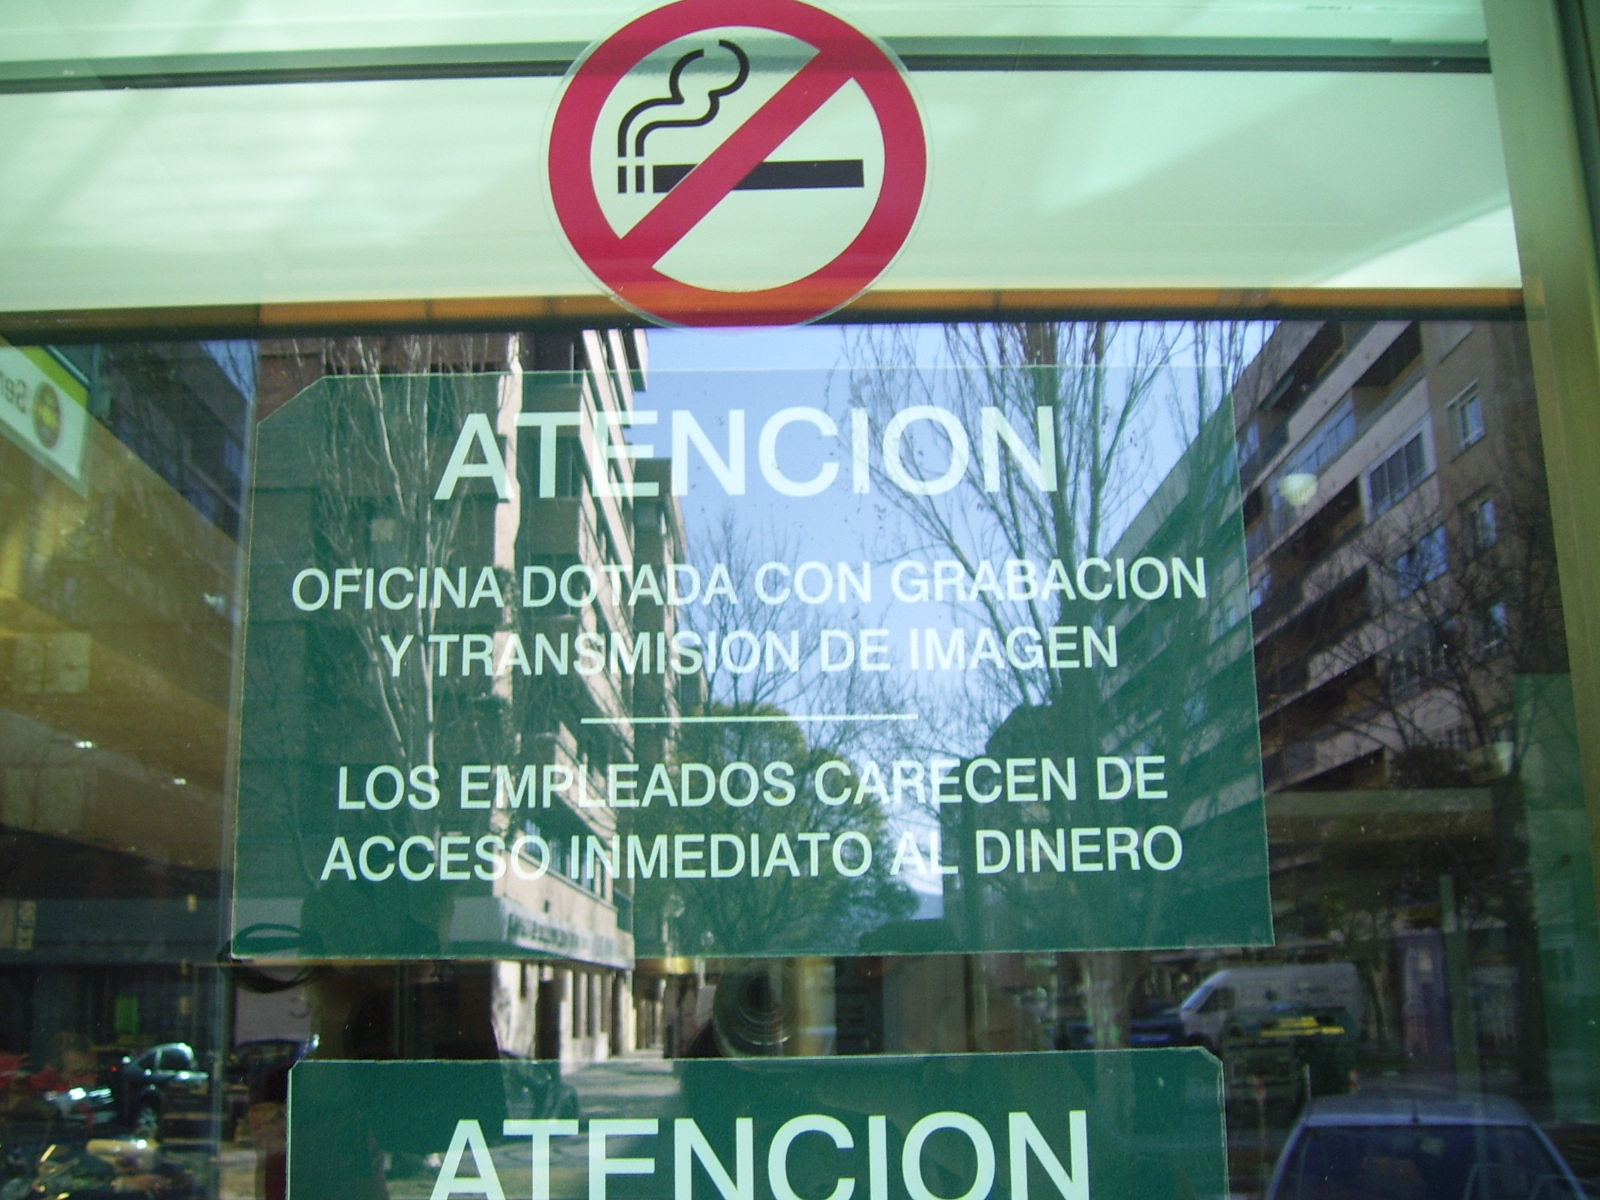 ATENCION
OFICINA DOTADA CON GRABACION
Y TRANSMISION DE IMAGEN
LOS EMPLEADOS CARECEN DE
ACCESO INMEDIATO AL DINERO
ATENCION